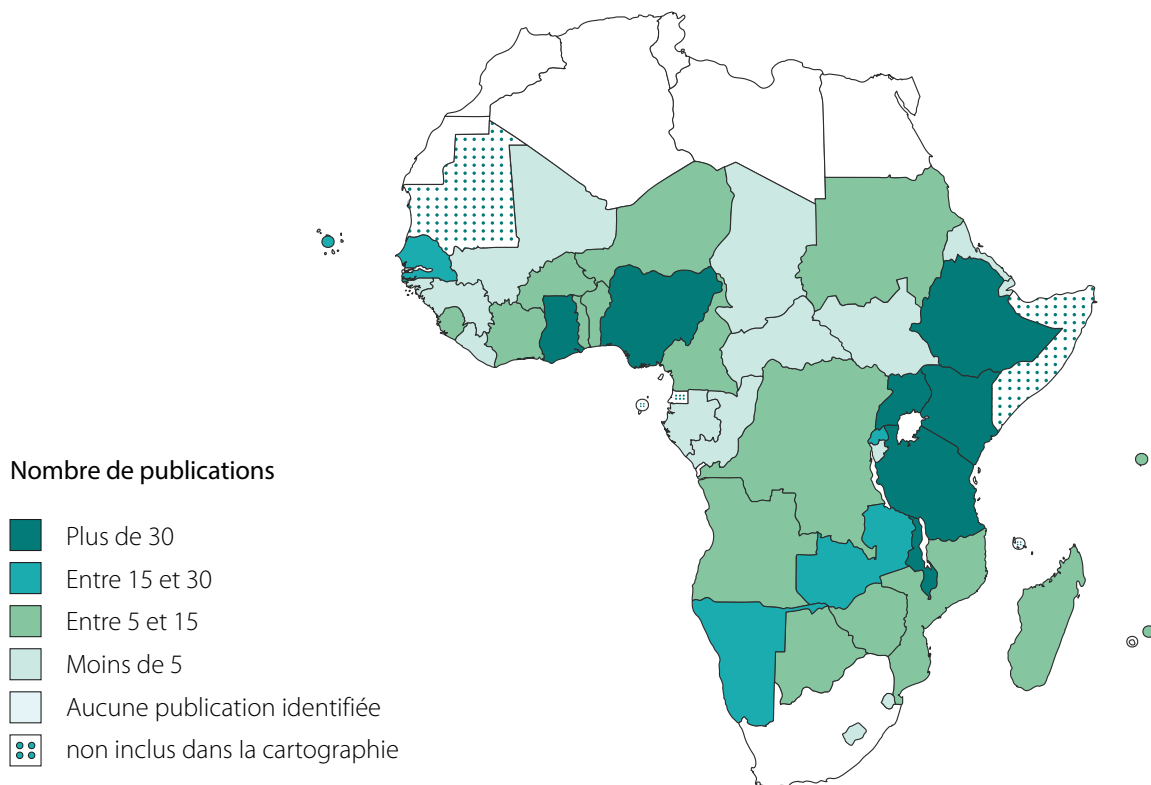 Nombre de publications
Plus de 30
Entre 15 et 30
Entre 5 et 15
Moins de 5
Aucune publication identifiée
non inclus dans la cartographie